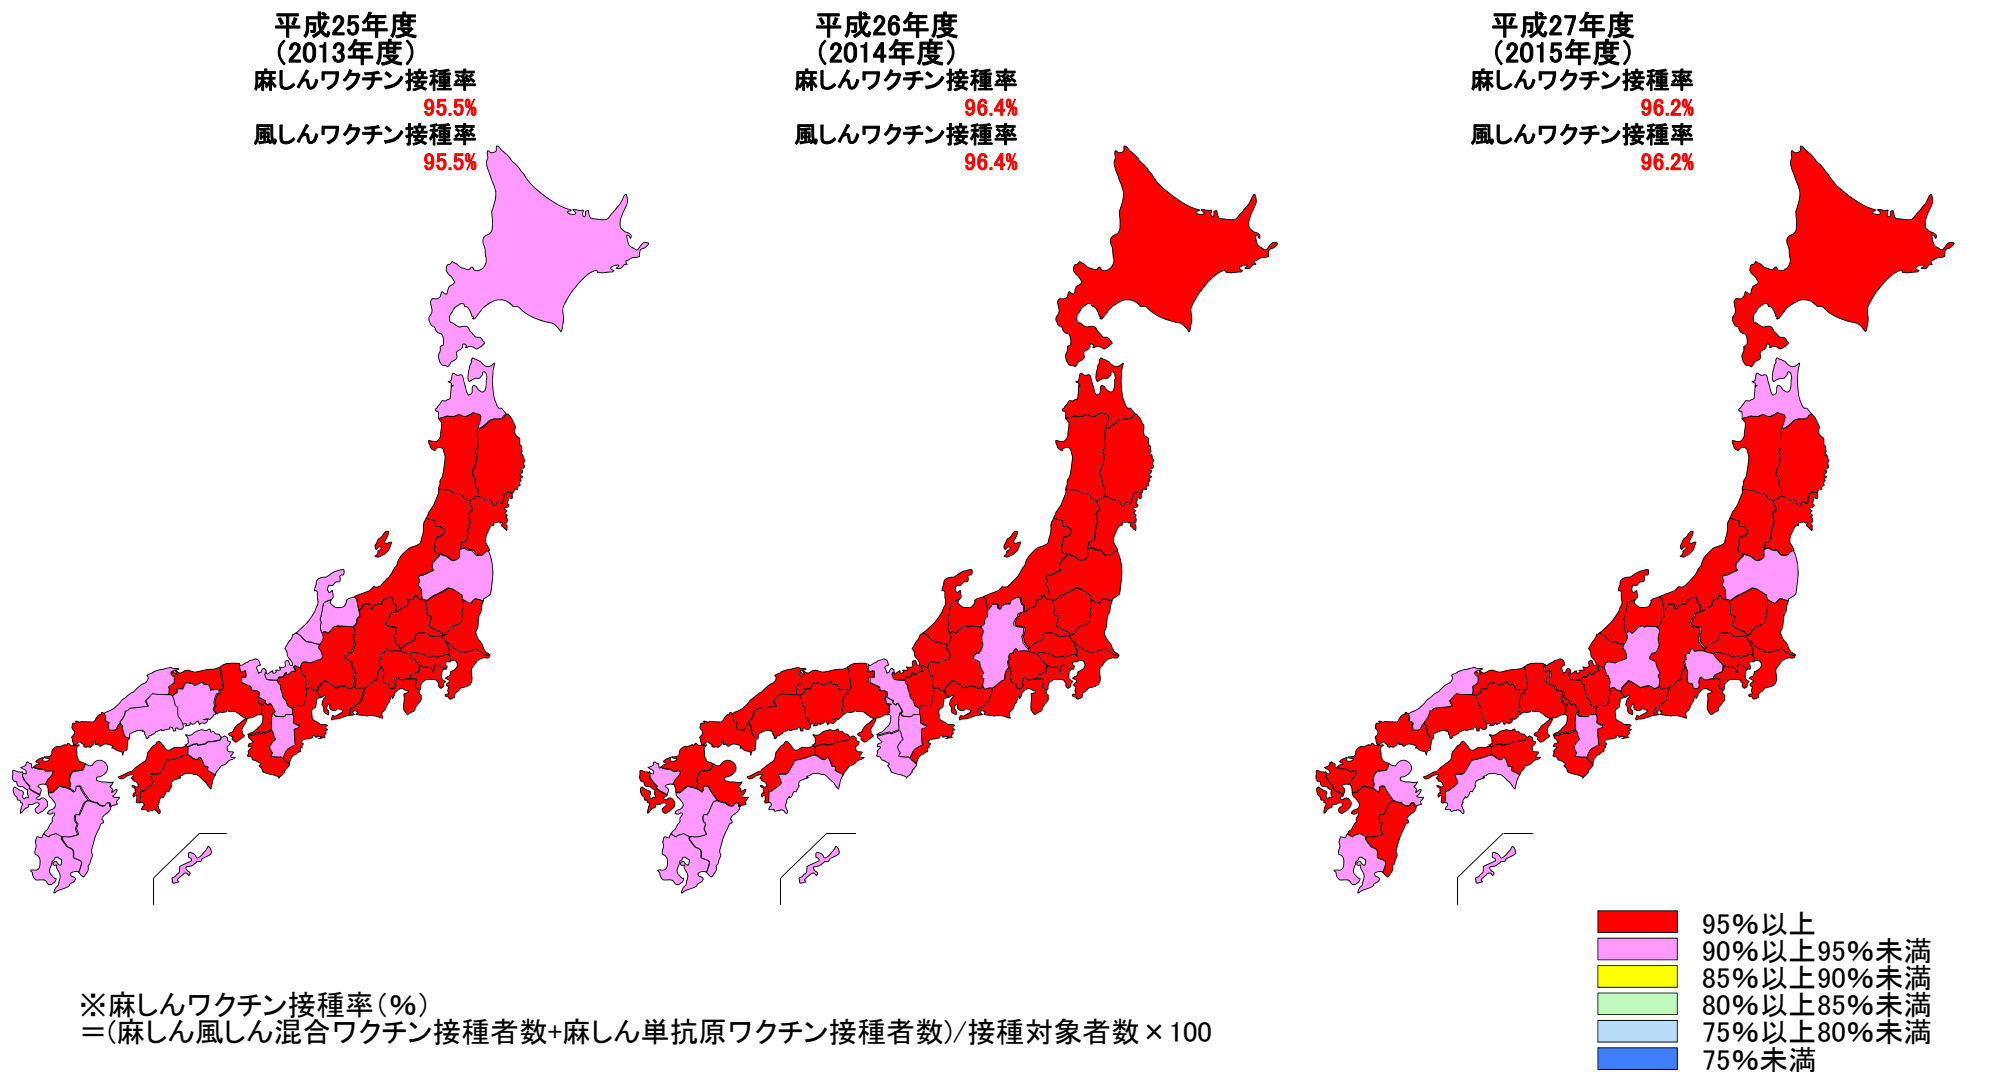 平成25年度
（2013年度）
麻しんワクチン接種率
95.5%
風しんワクチン接種率
95.5%
平成26年度
（2014年度）
麻しんワクチン接種率
96.4%
風しんワクチン接種率
96.4%
平成27年度
（2015年度）
麻しんワクチン接種率
96.2%
風しんワクチン接種率
96.2%
95%以上
90%以上95%未満
85%以上90%未満
80%以上85%未満
75%以上80%未満
75%未満
※麻しんワクチン接種率（%）
＝(麻しん風しん混合ワクチン接種者数+麻しん単抗原ワクチン接種者数)/接種対象者数×100